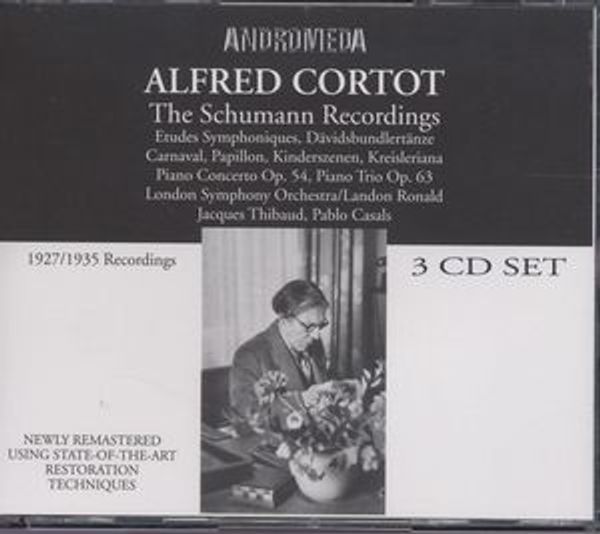 ANDROMEDA
ALFRED CORTOT
The Schumann Recordings
Etudes Symphoniques, Dävidsbundlertänze
Carnaval, Papillon, Kinderszenen, Kreisleriana
Piano Concerto Op. 54, Piano Trio Op. 63
London Symphony Orchestra/Landon Ronald
Jacques Thibaud, Pablo Casals
1927/1935 Recordings
3 CD SET
NEWLY REMASTERED
USING STATE-OF-THE-ART
RESTORATION
TECHNIQUES